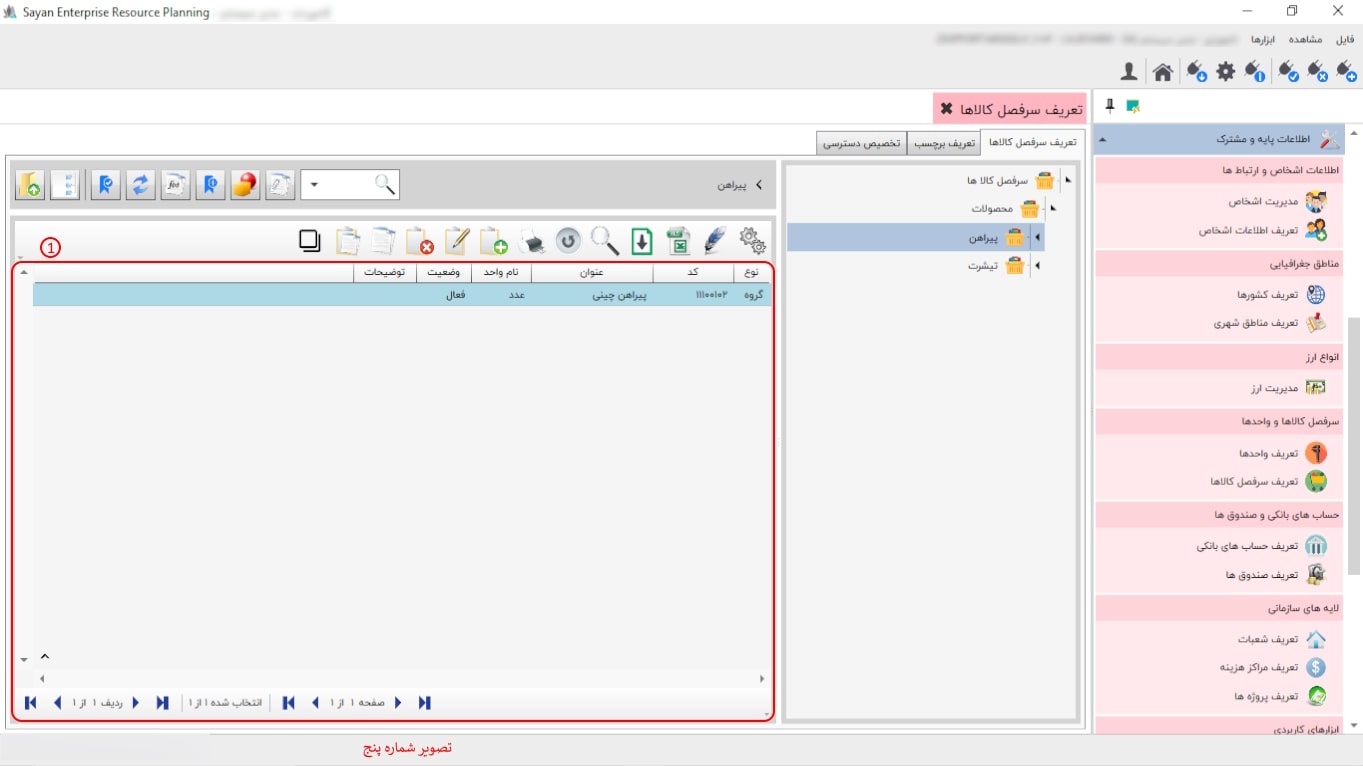 Sayan Enterprise Resource Planning
فایل مشاهده ابزارها
تعریف سرفصل کالاها
اطلاعات پایه و مشترک
اطلاعات اشخاص و ارتباط ها
مدیریت اشخاص
تعریف اطلاعات اشخاص
مناطق جغرافیایی
تعریف کشورها
تعریف مناطق شهری
انواع ارز
مدیریت ارز
سرفصل کالاها و واحدها
تعریف واحدها
تعریف سرفصل کالاها
حساب های بانکی و صندوق ها
تعریف حساب های بانکی
تعریف صندوق ها
لایه های سازمانی
تعریف شعبات
تعریف مراکز هزینه
تعریف پروژه ها
ابزارهای کاربردی
تعریف سرفصل کالاها تعریف برچسب تخصیص دسترسی
سرفصل کالا ها
محصولات
پیراهن
تیشرت
پیراهن
1
نوع کد عنوان نام واحد وضعیت توضیحات
گروه ۱۱۱۰۰۱۰۲ پیراهن چینی عدد فعال
صفحه ۱ از ۱ انتخاب شده ۱ از ۱ ردیف ۱ از ۱
تصویر شماره پنج